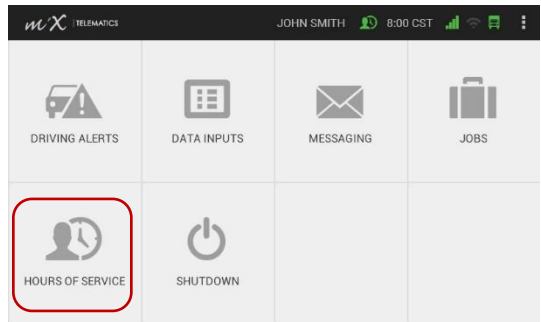 mix TELEMATICS JOHN SMITH 8:00 CST
DRIVING ALERTS DATA INPUTS MESSAGING JOBS
HOURS OF SERVICE SHUTDOWN